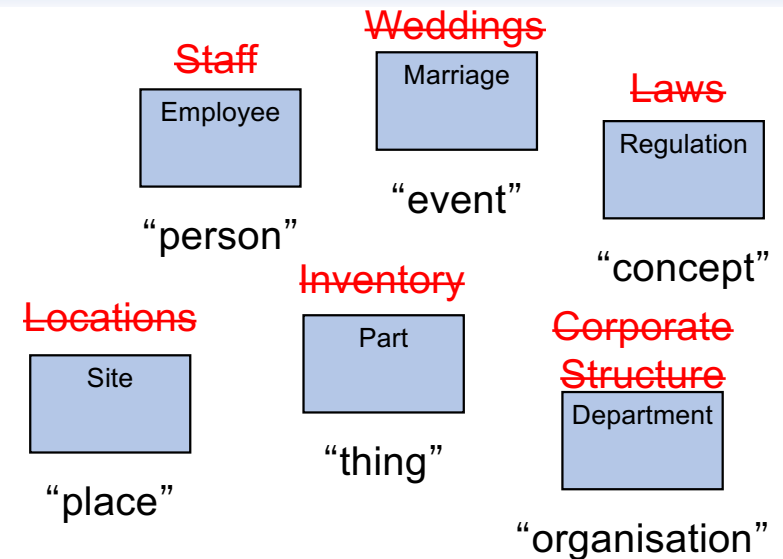 Staff
Employee
“person”
Weddings
Marriage
“event”
Laws
Regulation
“concept”
Locations
Site
“place”
Inventory
Part
“thing”
Corporate
Structure
Department
“organisation”